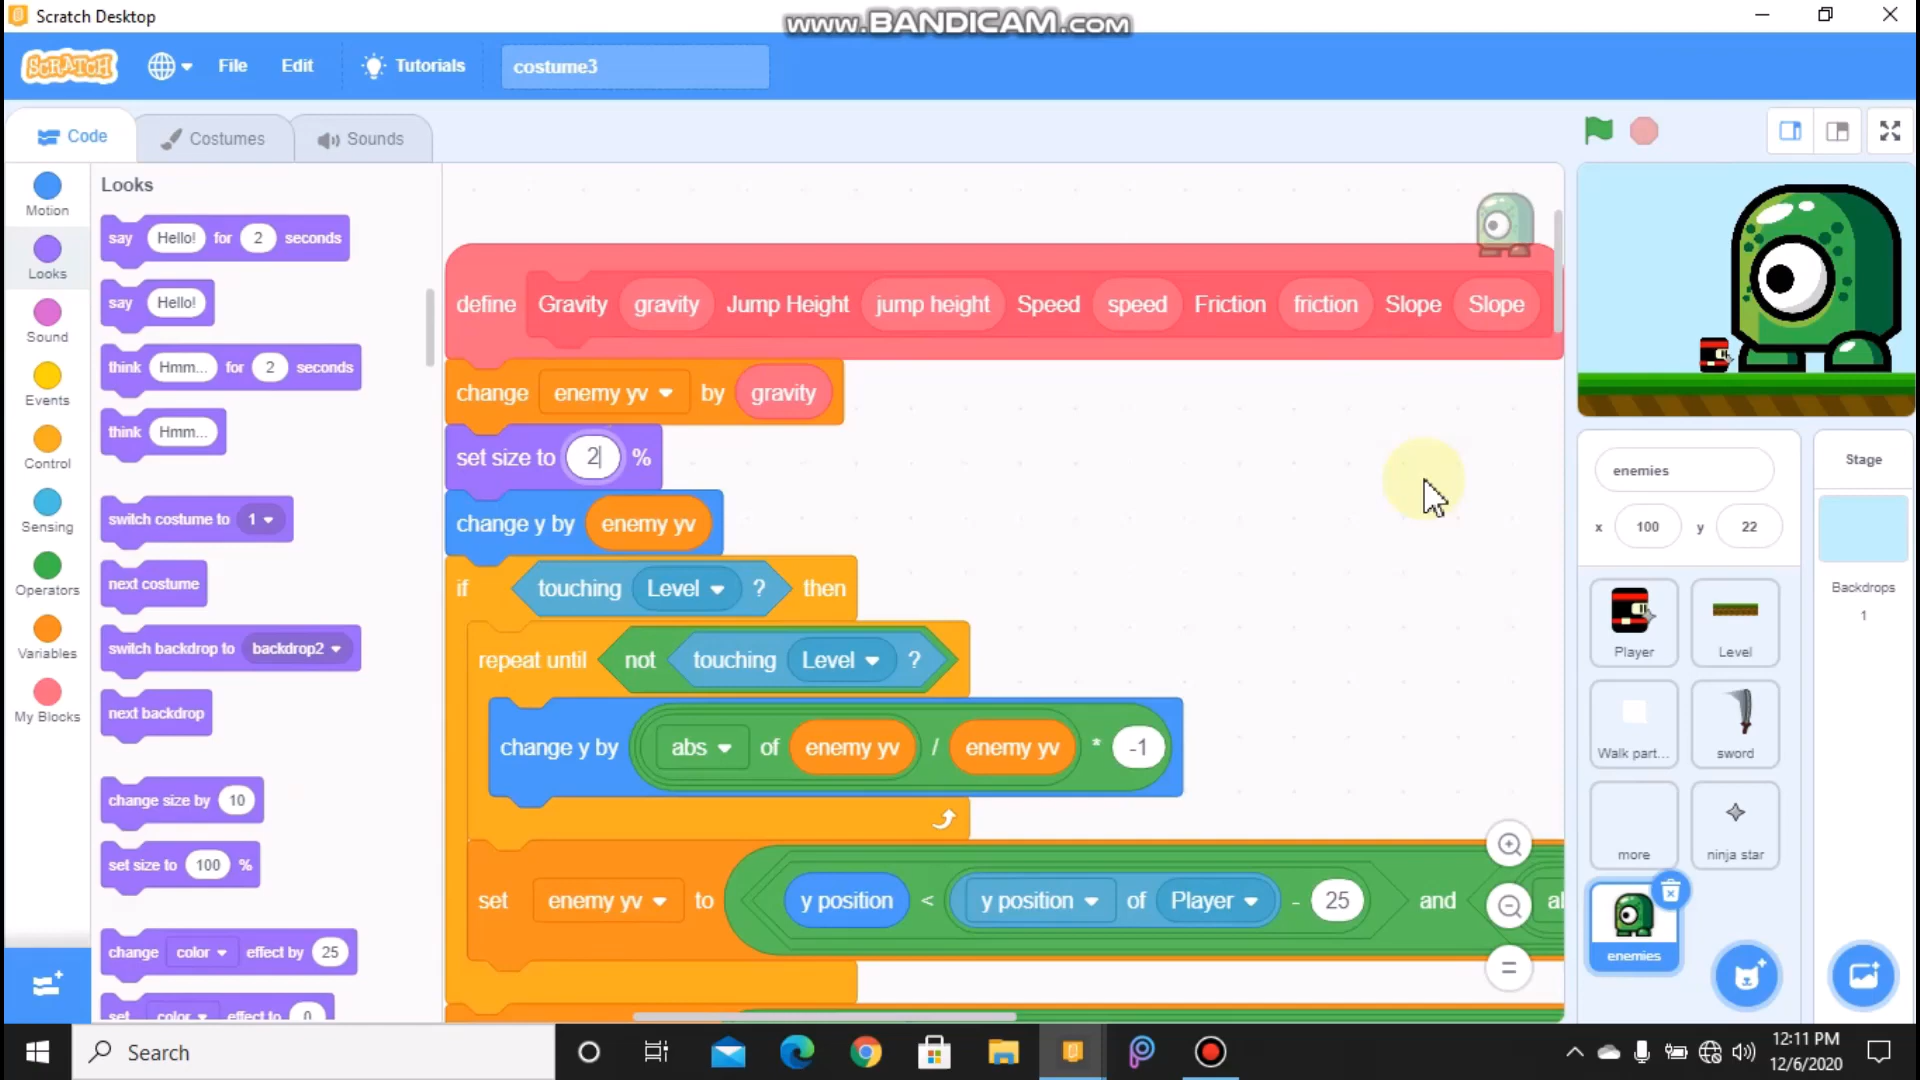 Scratch Desktop
www.BANDICAM.com
SCRATCH
File
Edit
Tutorials
costume3
Code
Costumes
Sounds
Motion
Looks
Sound
Events
Control
Sensing
Operators
Variables
My Blocks
Looks
say Hello! for 2 seconds
say Hello!
think Hmm... for 2 seconds
think Hmm...
switch costume to 1
next costume
switch backdrop to backdrop2
next backdrop
change size by 10
set size to 100 %
change color effect by 25
set color effect to 0
define Gravity gravity Jump Height jump height Speed speed Friction friction Slope Slope
change enemy yv by gravity
set size to 2 %
change y by enemy yv
if touching Level ? then
repeat until not touching Level ?
change y by abs of enemy yv / enemy yv * -1
set enemy yv to y position < y position of Player - 25 and
enemies
x 100 y 22
Player
Level
Walk part...
sword
more
ninja star
enemies
Stage
Backdrops
1
Search
12:11 PM
12/6/2020